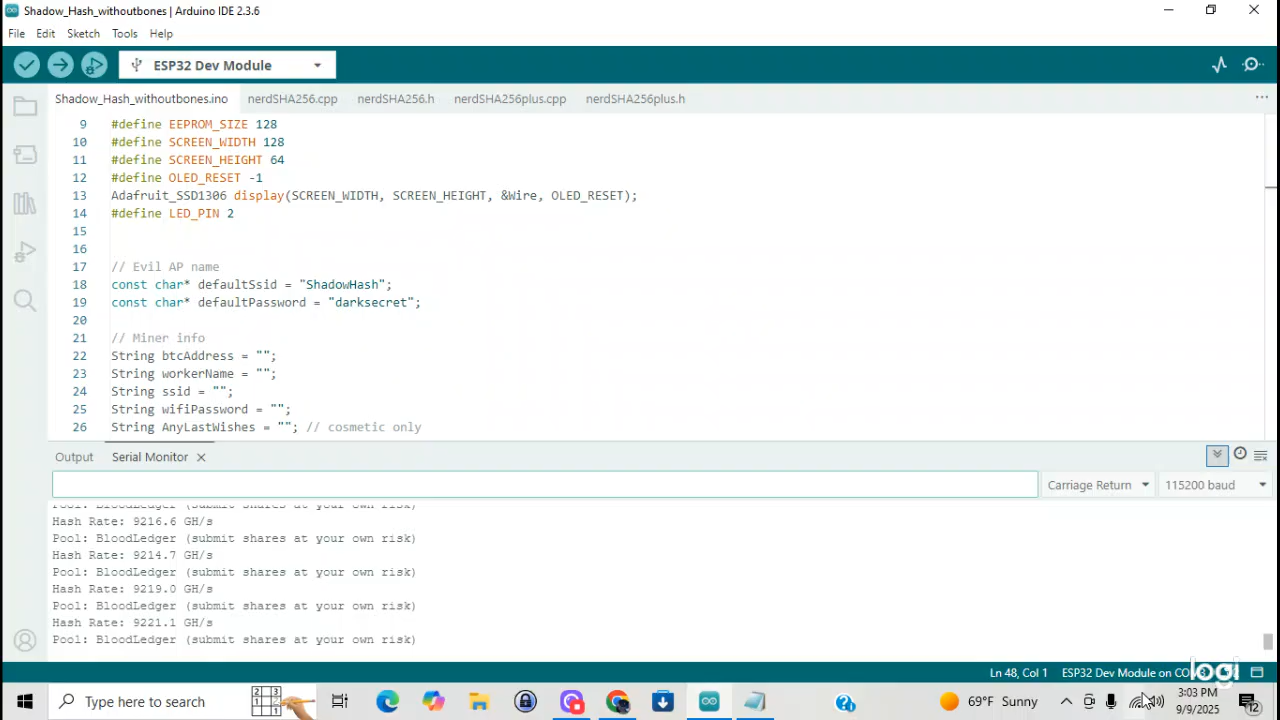 Shadow_Hash_withoutbones | Arduino IDE 2.3.6
File Edit Sketch Tools Help
ESP32 Dev Module
Shadow_Hash_withoutbones.ino nerdSHA256.cpp nerdSHA256.h nerdSHA256plus.cpp nerdSHA256plus.h ...
9 #define EEPROM_SIZE 128
10 #define SCREEN_WIDTH 128
11 #define SCREEN_HEIGHT 64
12 #define OLED_RESET -1
13 Adafruit_SSD1306 display(SCREEN_WIDTH, SCREEN_HEIGHT, &Wire, OLED_RESET);
14 #define LED_PIN 2
15
16
17 // Evil AP name
18 const char* defaultSsid = "ShadowHash";
19 const char* defaultPassword = "darksecret";
20
21 // Miner info
22 String btcAddress = "";
23 String workerName = "";
24 String ssid = "";
25 String wifiPassword = "";
26 String AnyLastWishes = ""; // cosmetic only
Output Serial Monitor
Carriage Return 115200 baud
Pool: BloodLedger (submit shares at your own risk)
Hash Rate: 9216.6 GH/s
Pool: BloodLedger (submit shares at your own risk)
Hash Rate: 9214.7 GH/s
Pool: BloodLedger (submit shares at your own risk)
Hash Rate: 9219.0 GH/s
Pool: BloodLedger (submit shares at your own risk)
Hash Rate: 9221.1 GH/s
Pool: BloodLedger (submit shares at your own risk)
Ln 48, Col 1 ESP32 Dev Module on
logi
Type here to search
69°F Sunny
3:03 PM
9/9/2025
12